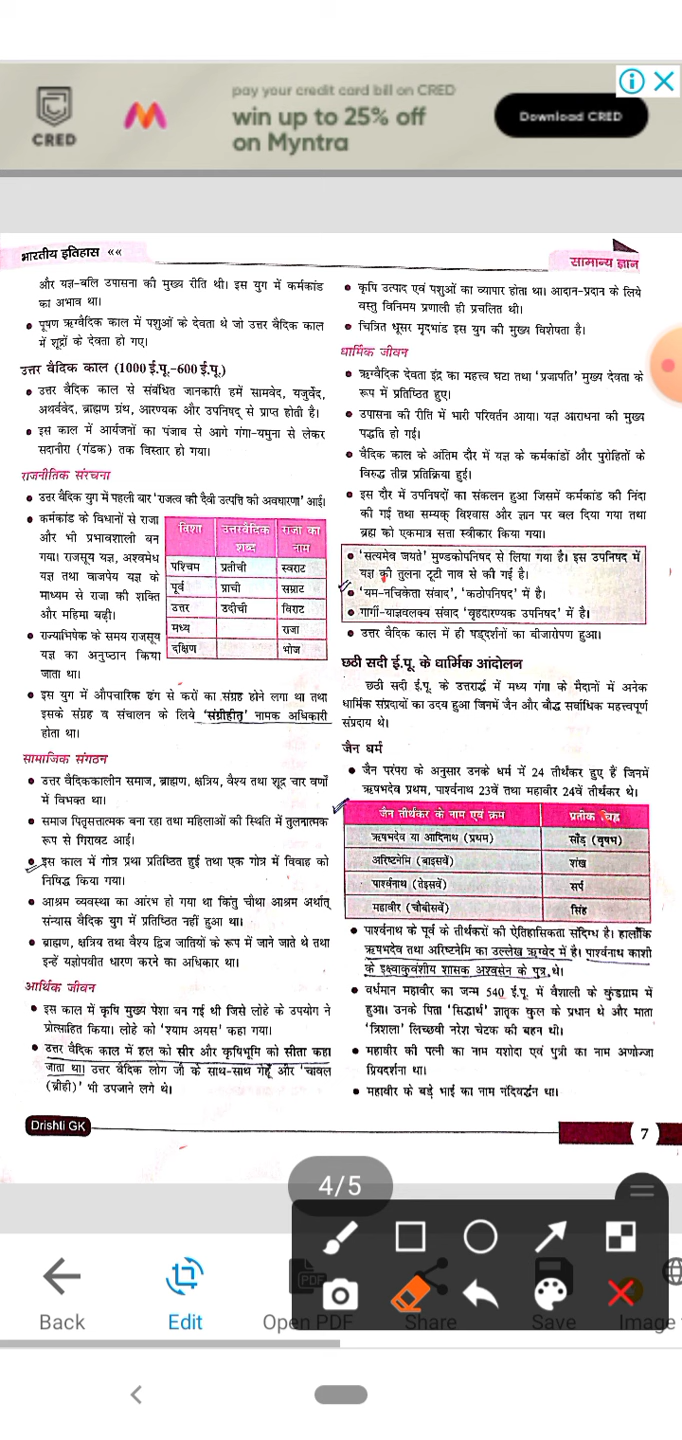 CRED
pay your credit card bill on CRED
win up to 25% off
on Myntra
Download CRED
भारतीय इतिहास ««
सामान्य ज्ञान
और यज्ञ-बलि उपासना की मुख्य रीति थी। इस युग में कर्मकांड
का अभाव था।
● पूषण ऋग्वैदिक काल में पशुओं के देवता थे जो उत्तर वैदिक काल
में शूद्रों के देवता हो गए।
उत्तर वैदिक काल (1000 ई.पू.-600 ई.पू.)
● उत्तर वैदिक काल से संबंधित जानकारी हमें सामवेद, यजुर्वेद,
अथर्ववेद, ब्राह्मण ग्रंथ, आरण्यक और उपनिषद् से प्राप्त होती है।
● इस काल में आर्यजनों का पंजाब से आगे गंगा-यमुना से लेकर
सदानीरा (गंडक) तक विस्तार हो गया।
राजनीतिक संरचना
● उत्तर वैदिक युग में पहली बार 'राजत्व की दैवी उत्पत्ति की अवधारणा' आई।
● कर्मकांड के विधानों से राजा
और भी प्रभावशाली बन
गया। राजसूय यज्ञ, अश्वमेध
यज्ञ तथा वाजपेय यज्ञ के
माध्यम से राजा की शक्ति
और महिमा बढ़ी।
● राज्याभिषेक के समय राजसूय
यज्ञ का अनुष्ठान किया
जाता था।
दिशा उत्तरवैदिक शब्द राजा का नाम
पश्चिम प्रतीची स्वराट
पूर्व प्राची सम्राट
उत्तर उदीची विराट
मध्य राजा
दक्षिण भोज
● इस युग में औपचारिक ढंग से करों का संग्रह होने लगा था तथा
इसके संग्रह व संचालन के लिये 'संग्रीहीतृ' नामक अधिकारी
होता था।
सामाजिक संगठन
● उत्तर वैदिककालीन समाज, ब्राह्मण, क्षत्रिय, वैश्य तथा शूद्र चार वर्णों
में विभक्त था।
● समाज पितृसत्तात्मक बना रहा तथा महिलाओं की स्थिति में तुलनात्मक
रूप से गिरावट आई।
● इस काल में गोत्र प्रथा प्रतिष्ठित हुई तथा एक गोत्र में विवाह को
निषिद्ध किया गया।
● आश्रम व्यवस्था का आरंभ हो गया था किंतु चौथा आश्रम अर्थात्
संन्यास वैदिक युग में प्रतिष्ठित नहीं हुआ था।
● ब्राह्मण, क्षत्रिय तथा वैश्य द्विज जातियों के रूप में जाने जाते थे तथा
इन्हें यज्ञोपवीत धारण करने का अधिकार था।
आर्थिक जीवन
● इस काल में कृषि मुख्य पेशा बन गई थी जिसे लोहे के उपयोग ने
प्रोत्साहित किया। लोहे को 'श्याम अयस' कहा गया।
● उत्तर वैदिक काल में हल को सीर और कृषिभूमि को सीता कहा
जाता था। उत्तर वैदिक लोग जौ के साथ-साथ गेहूँ और 'चावल
(ब्रीही)' भी उपजाने लगे थे।
● कृषि उत्पाद एवं पशुओं का व्यापार होता था। आदान-प्रदान के लिये
वस्तु विनिमय प्रणाली ही प्रचलित थी।
● चित्रित धूसर मृदभांड इस युग की मुख्य विशेषता है।
धार्मिक जीवन
● ऋग्वैदिक देवता इंद्र का महत्त्व घटा तथा 'प्रजापति' मुख्य देवता के
रूप में प्रतिष्ठित हुए।
● उपासना की रीति में भारी परिवर्तन आया। यज्ञ आराधना की मुख्य
पद्धति हो गई।
● वैदिक काल के अंतिम दौर में यज्ञ के कर्मकांडों और पुरोहितों के
विरुद्ध तीव्र प्रतिक्रिया हुई।
● इस दौर में उपनिषदों का संकलन हुआ जिसमें कर्मकांड की निंदा
की गई तथा सम्यक् विश्वास और ज्ञान पर बल दिया गया तथा
ब्रह्म को एकमात्र सत्ता स्वीकार किया गया।
● 'सत्यमेव जयते' मुण्डकोपनिषद से लिया गया है। इस उपनिषद में
यज्ञ की तुलना टूटी नाव से की गई है।
● 'यम-नचिकेता संवाद', 'कठोपनिषद' में है।
● गार्गी-याज्ञवलक्य संवाद 'वृहदारण्यक उपनिषद' में है।
● उत्तर वैदिक काल में ही षड्दर्शनों का बीजारोपण हुआ।
छठी सदी ई.पू. के धार्मिक आंदोलन
छठी सदी ई.पू. के उत्तरार्द्ध में मध्य गंगा के मैदानों में अनेक
धार्मिक संप्रदायों का उदय हुआ जिनमें जैन और बौद्ध सर्वाधिक महत्त्वपूर्ण
संप्रदाय थे।
जैन धर्म
● जैन परंपरा के अनुसार उनके धर्म में 24 तीर्थंकर हुए हैं जिनमें
ऋषभदेव प्रथम, पार्श्वनाथ 23वें तथा महावीर 24वें तीर्थंकर थे।
जैन तीर्थंकर के नाम एवं क्रम प्रतीक चिह्न
ऋषभदेव या आदिनाथ (प्रथम) साँड (वृषभ)
अरिष्टनेमि (बाइसवें) शंख
पार्श्वनाथ (तेइसवें) सर्प
महावीर (चौबीसवें) सिंह
● पार्श्वनाथ के पूर्व के तीर्थंकरों की ऐतिहासिकता संदिग्ध है। हालाँकि
ऋषभदेव तथा अरिष्टनेमि का उल्लेख ऋग्वेद में है। पार्श्वनाथ काशी
के इक्ष्वाकुवंशीय शासक अश्वसेन के पुत्र थे।
● वर्धमान महावीर का जन्म 540 ई.पू. में वैशाली के कुंडग्राम में
हुआ। उनके पिता 'सिद्धार्थ' ज्ञातृक कुल के प्रधान थे और माता
'त्रिशला' लिच्छवी नरेश चेटक की बहन थी।
● महावीर की पत्नी का नाम यशोदा एवं पुत्री का नाम अणोज्जा
प्रियदर्शना था।
● महावीर के बड़े भाई का नाम नंदिवर्द्धन था।
Drishti GK
7
4/5
Back
Edit
Open PDF
Share
Save
Image